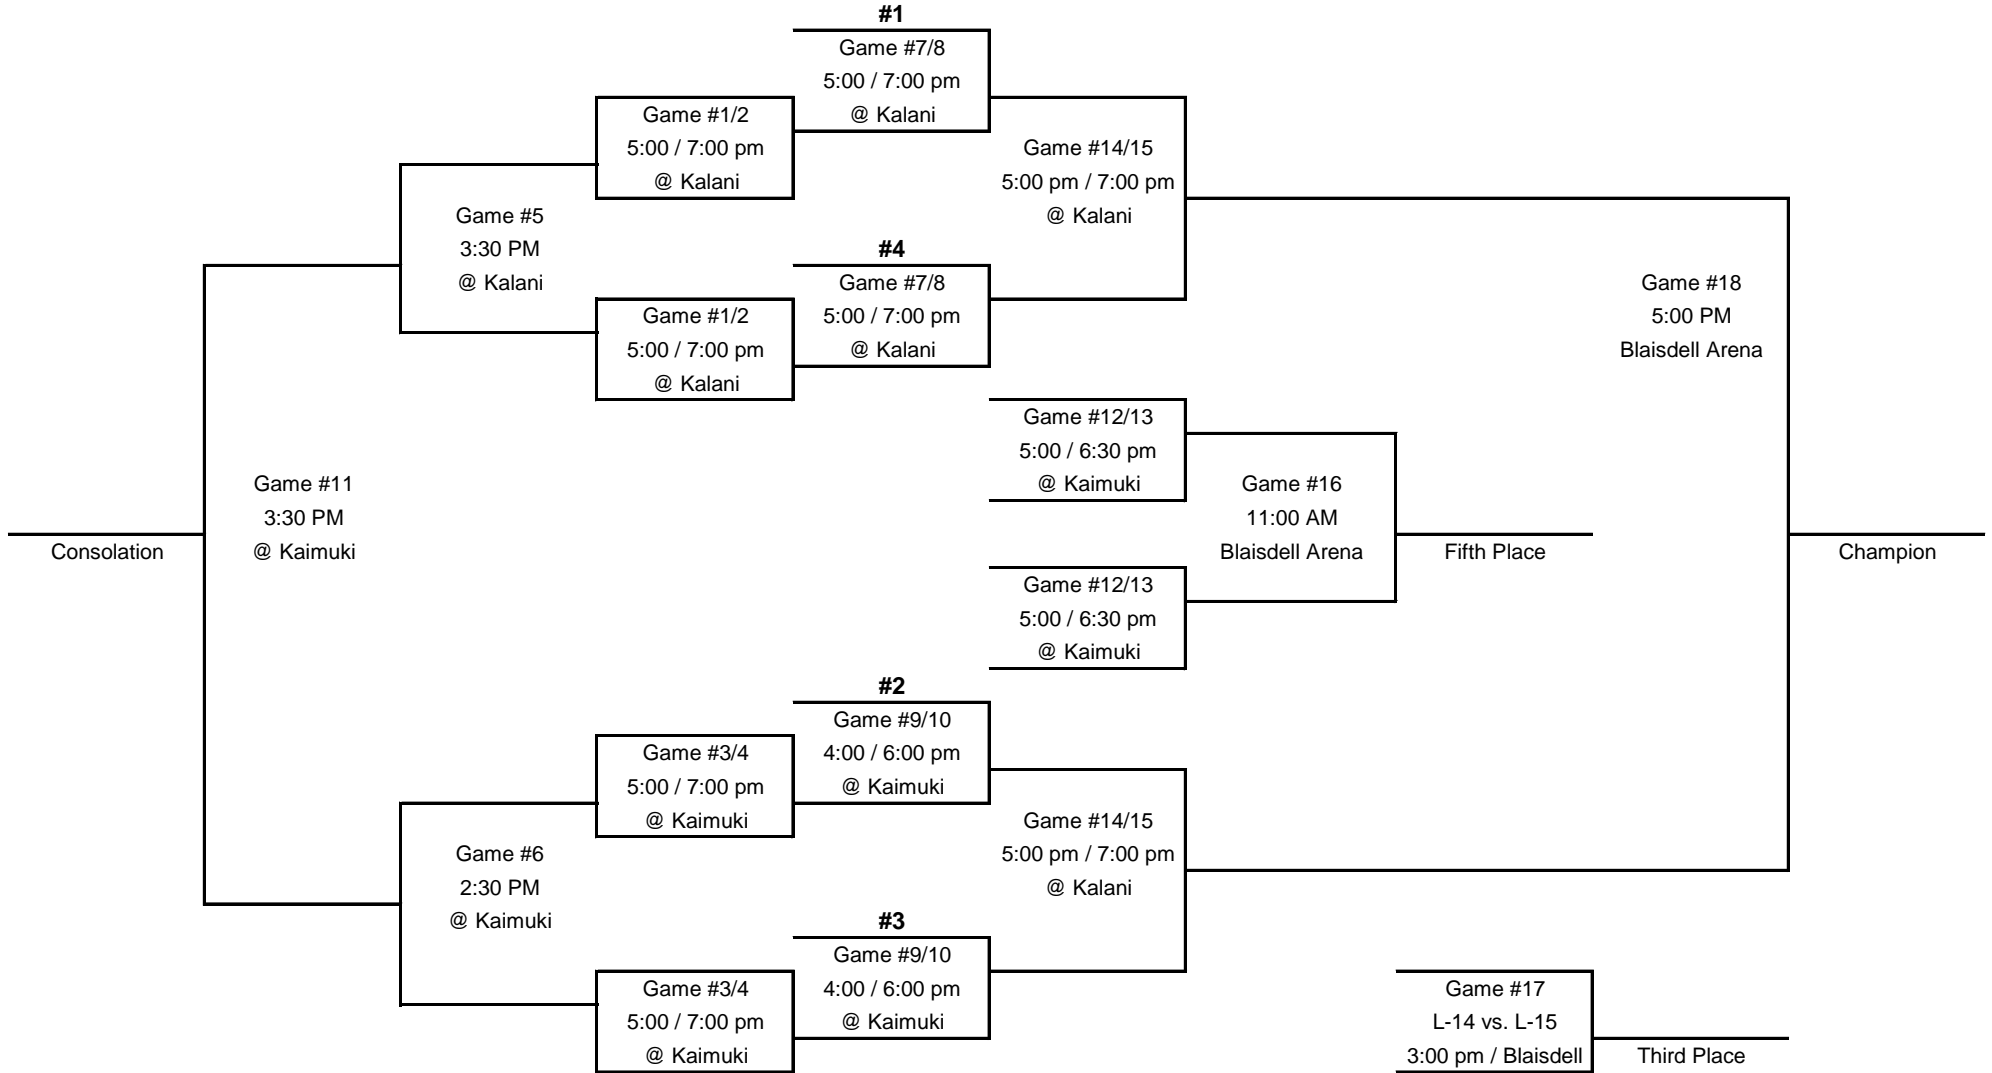 #1
Game #7/8
5:00 / 7:00 pm
@ Kalani
Game #1/2
5:00 / 7:00 pm
@ Kalani
Game #14/15
5:00 pm / 7:00 pm
@ Kalani
Game #5
3:30 PM
@ Kalani
#4
Game #7/8
5:00 / 7:00 pm
@ Kalani
Game #1/2
5:00 / 7:00 pm
@ Kalani
Game #18
5:00 PM
Blaisdell Arena
Game #12/13
5:00 / 6:30 pm
@ Kaimuki
Game #11
3:30 PM
@ Kaimuki
Consolation
Game #16
11:00 AM
Blaisdell Arena
Fifth Place
Champion
Game #12/13
5:00 / 6:30 pm
@ Kaimuki
#2
Game #9/10
4:00 / 6:00 pm
@ Kaimuki
Game #3/4
5:00 / 7:00 pm
@ Kaimuki
Game #14/15
5:00 pm / 7:00 pm
@ Kalani
Game #6
2:30 PM
@ Kaimuki
#3
Game #9/10
4:00 / 6:00 pm
@ Kaimuki
Game #3/4
5:00 / 7:00 pm
@ Kaimuki
Game #17
L-14 vs. L-15
3:00 pm / Blaisdell
Third Place